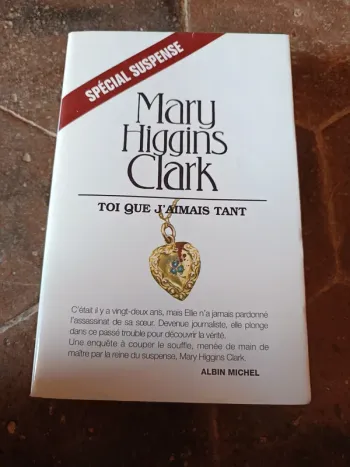 SPÉCIAL SUSPENSE
Mary
Higgins
Clark
TOI QUE J'AIMAIS TANT
C'était il y a vingt-deux ans, mais Ellie n'a jamais pardonné
l'assassinat de sa sœur. Devenue journaliste, elle plonge
dans ce passé trouble pour découvrir la vérité.
Une enquête à couper le souffle, menée de main de
maître par la reine du suspense, Mary Higgins Clark.
ALBIN MICHEL